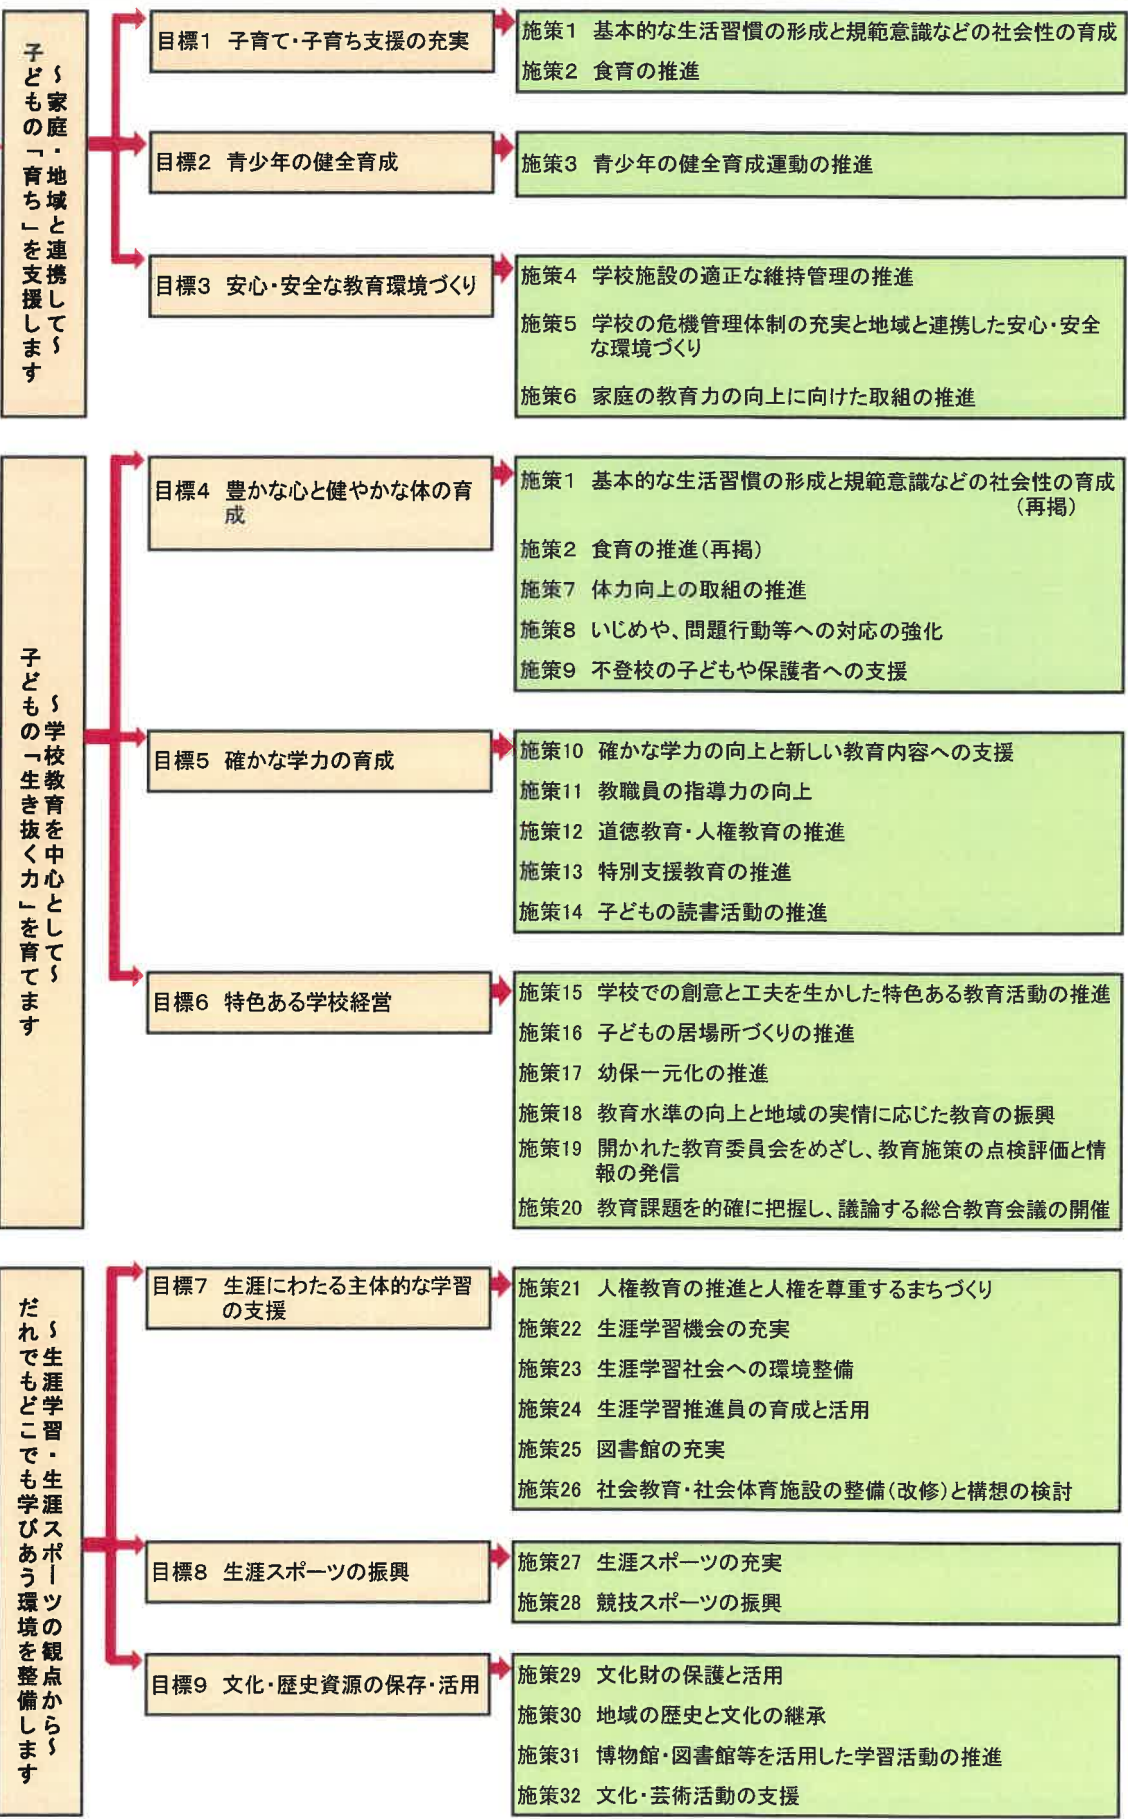 ～家庭・地域と連携して～
子どもの「育ち」を支援します
目標1 子育て・子育ち支援の充実
施策1 基本的な生活習慣の形成と規範意識などの社会性の育成
施策2 食育の推進
目標2 青少年の健全育成
施策3 青少年の健全育成運動の推進
目標3 安心・安全な教育環境づくり
施策4 学校施設の適正な維持管理の推進
施策5 学校の危機管理体制の充実と地域と連携した安心・安全
な環境づくり
施策6 家庭の教育力の向上に向けた取組の推進
～学校教育を中心として～
子どもの「生き抜く力」を育てます
目標4 豊かな心と健やかな体の育
成
施策1 基本的な生活習慣の形成と規範意識などの社会性の育成
（再掲）
施策2 食育の推進（再掲）
施策7 体力向上の取組の推進
施策8 いじめや、問題行動等への対応の強化
施策9 不登校の子どもや保護者への支援
目標5 確かな学力の育成
施策10 確かな学力の向上と新しい教育内容への支援
施策11 教職員の指導力の向上
施策12 道徳教育・人権教育の推進
施策13 特別支援教育の推進
施策14 子どもの読書活動の推進
目標6 特色ある学校経営
施策15 学校での創意と工夫を生かした特色ある教育活動の推進
施策16 子どもの居場所づくりの推進
施策17 幼保一元化の推進
施策18 教育水準の向上と地域の実情に応じた教育の振興
施策19 開かれた教育委員会をめざし、教育施策の点検評価と情
報の発信
施策20 教育課題を的確に把握し、議論する総合教育会議の開催
～生涯学習・生涯スポーツの観点から～
だれでもどこでも学びあう環境を整備します
目標7 生涯にわたる主体的な学習
の支援
施策21 人権教育の推進と人権を尊重するまちづくり
施策22 生涯学習機会の充実
施策23 生涯学習社会への環境整備
施策24 生涯学習推進員の育成と活用
施策25 図書館の充実
施策26 社会教育・社会体育施設の整備（改修）と構想の検討
目標8 生涯スポーツの振興
施策27 生涯スポーツの充実
施策28 競技スポーツの振興
目標9 文化・歴史資源の保存・活用
施策29 文化財の保護と活用
施策30 地域の歴史と文化の継承
施策31 博物館・図書館等を活用した学習活動の推進
施策32 文化・芸術活動の支援